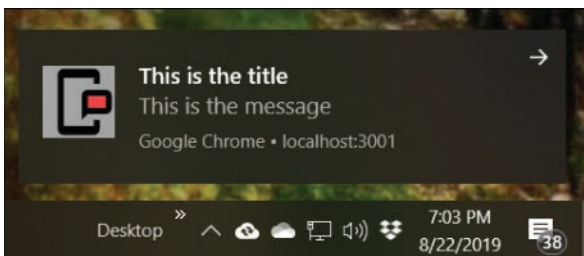 This is the title
This is the message
Google Chrome • localhost:3001
Desktop
»
7:03 PM
8/22/2019
38